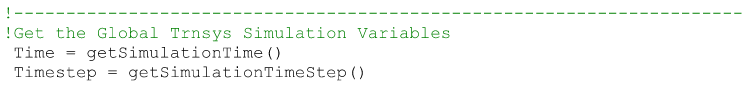 !-----------------------------------------------------------------------
!Get the Global Trnsys Simulation Variables
Time = getSimulationTime()
Timestep = getSimulationTimeStep()